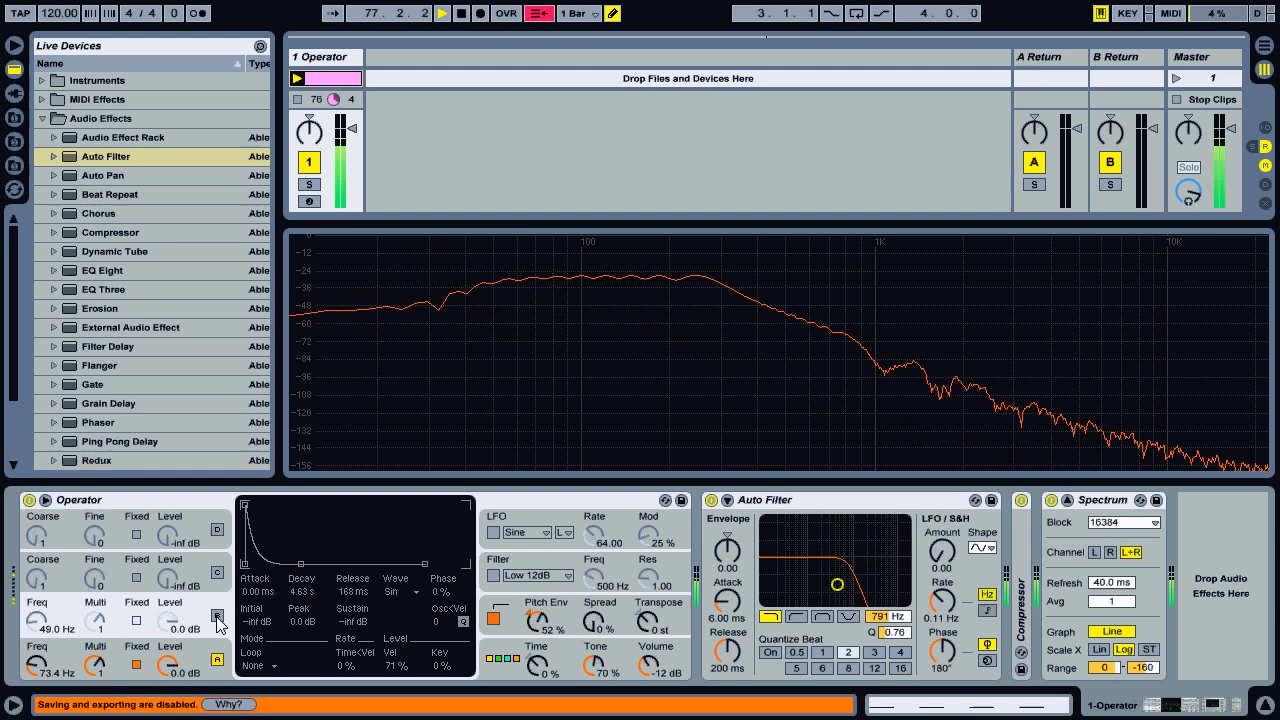 TAP 120.00 4 / 4 0 77. 2. 2 OVR 1 Bar 3. 1. 1 4. 0. 0 KEY MIDI 4 % D
Live Devices
Name Type
Instruments
MIDI Effects
Audio Effects
Audio Effect Rack Able
Auto Filter Able
Auto Pan Able
Beat Repeat Able
Chorus Able
Compressor Able
Dynamic Tube Able
EQ Eight Able
EQ Three Able
Erosion Able
External Audio Effect Able
Filter Delay Able
Flanger Able
Gate Able
Grain Delay Able
Phaser Able
Ping Pong Delay Able
Redux Able
1 Operator A Return B Return Master
Drop Files and Devices Here 1
76 4 Stop Clips
1 A B Solo
S S S
100 1K 10K
-12
-24
-36
-48
-60
-72
-84
-96
-108
-120
-132
-144
-156
Operator
Coarse Fine Fixed Level D
1 0 -inf dB
Coarse Fine Fixed Level C
1 0 -inf dB
Freq Multi Fixed Level
49.0 Hz 1 0.0 dB
Freq Multi Fixed Level A
73.4 Hz 1 0.0 dB
Attack Decay Release Wave Phase
0.00 ms 4.63 s 168 ms Sin 0 %
Initial Peak Sustain Osc<Vel
-inf dB 0.0 dB -inf dB 0 Q
Mode Rate Level
Loop Time<Vel Vel Key
None 0 % 71 % 0 %
LFO Rate Mod
Sine L 64.00 25 %
Filter Freq Res
Low 12dB 500 Hz 1.00
Pitch Env Spread Transpose
52 % 0 % 0 st
Time Tone Volume
0 % 70 % -12 dB
Auto Filter
Envelope LFO / S&H
0.00 Amount Shape
0.00
Attack Rate
6.00 ms 0.11 Hz Hz
791 Hz
Q 0.76
Release Quantize Beat Phase
200 ms On 0.5 1 2 3 4 180°
5 6 8 12 16
Compressor
Spectrum
Block 16384
Channel L R L+R
Refresh 40.0 ms
Avg 1
Graph Line
Scale X Lin Log ST
Range 0 - -160
Drop Audio
Effects Here
Saving and exporting are disabled. Why?
1-Operator